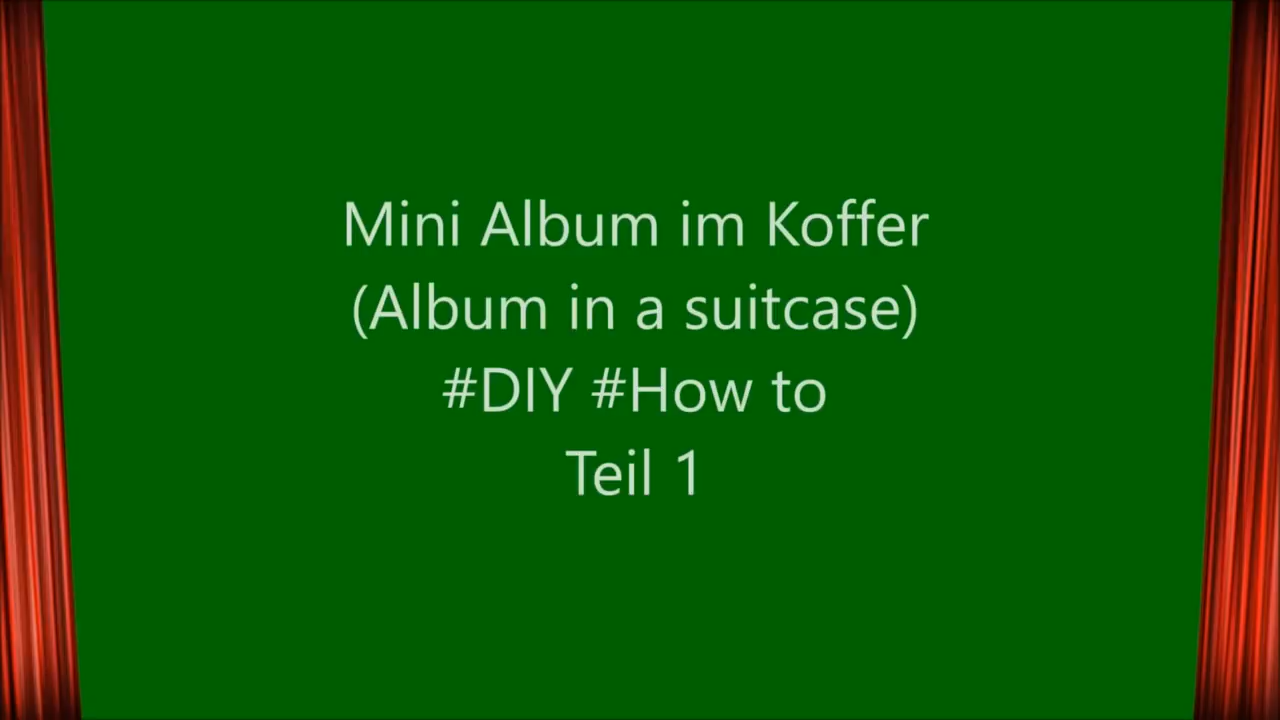 Mini Album im Koffer
(Album in a suitcase)
#DIY #How to
Teil 1